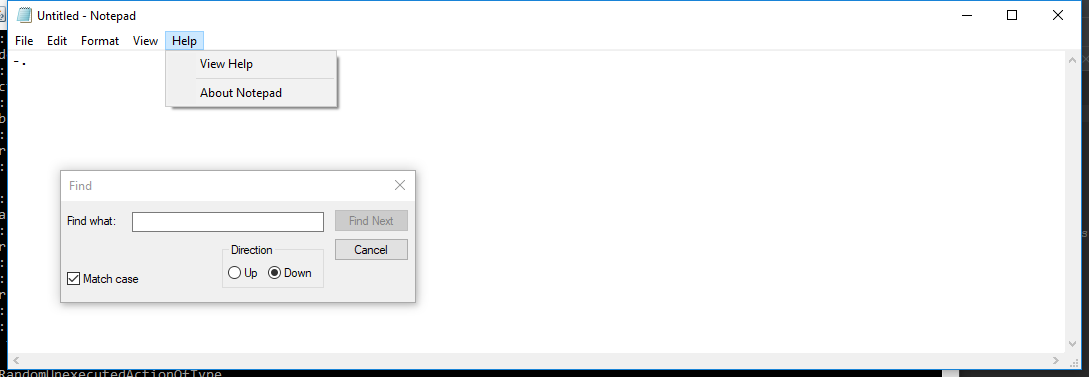 Untitled - Notepad
File Edit Format View Help
-.
View Help
About Notepad
Find
Find what:
Find Next
Cancel
Direction
Up Down
Match case
RandomUnexecutedActionOfType